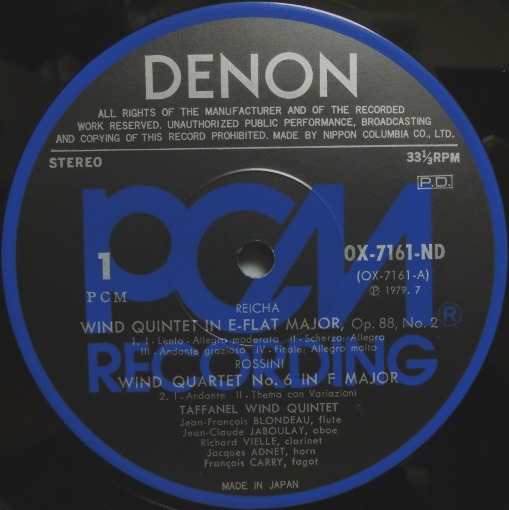 DENON
ALL RIGHTS OF THE MANUFACTURER AND OF THE RECORDED
WORK RESERVED. UNAUTHORIZED PUBLIC PERFORMANCE, BROADCASTING
AND COPYING OF THIS RECORD PROHIBITED. MADE BY NIPPON COLUMBIA CO., LTD.
STEREO 33⅓RPM
P.D.
PCM
RECORDING®
1
PCM
OX-7161-ND
(OX-7161-A)
Ⓟ 1979. 7
REICHA
WIND QUINTET IN E-FLAT MAJOR, Op. 88, No. 2
1. I - Lento - Allegro moderato II - Scherzo: Allegro
III - Andante grazioso IV - Finale: Allegro molto
ROSSINI
WIND QUARTET No. 6 IN F MAJOR
2. I - Andante II - Thema con Variazioni
TAFFANEL WIND QUINTET
Jean-François BLONDEAU, flute
Jean-Claude JABOULAY, oboe
Richard VIELLE, clarinet
Jacques ADNET, horn
François CARRY, fagot
MADE IN JAPAN